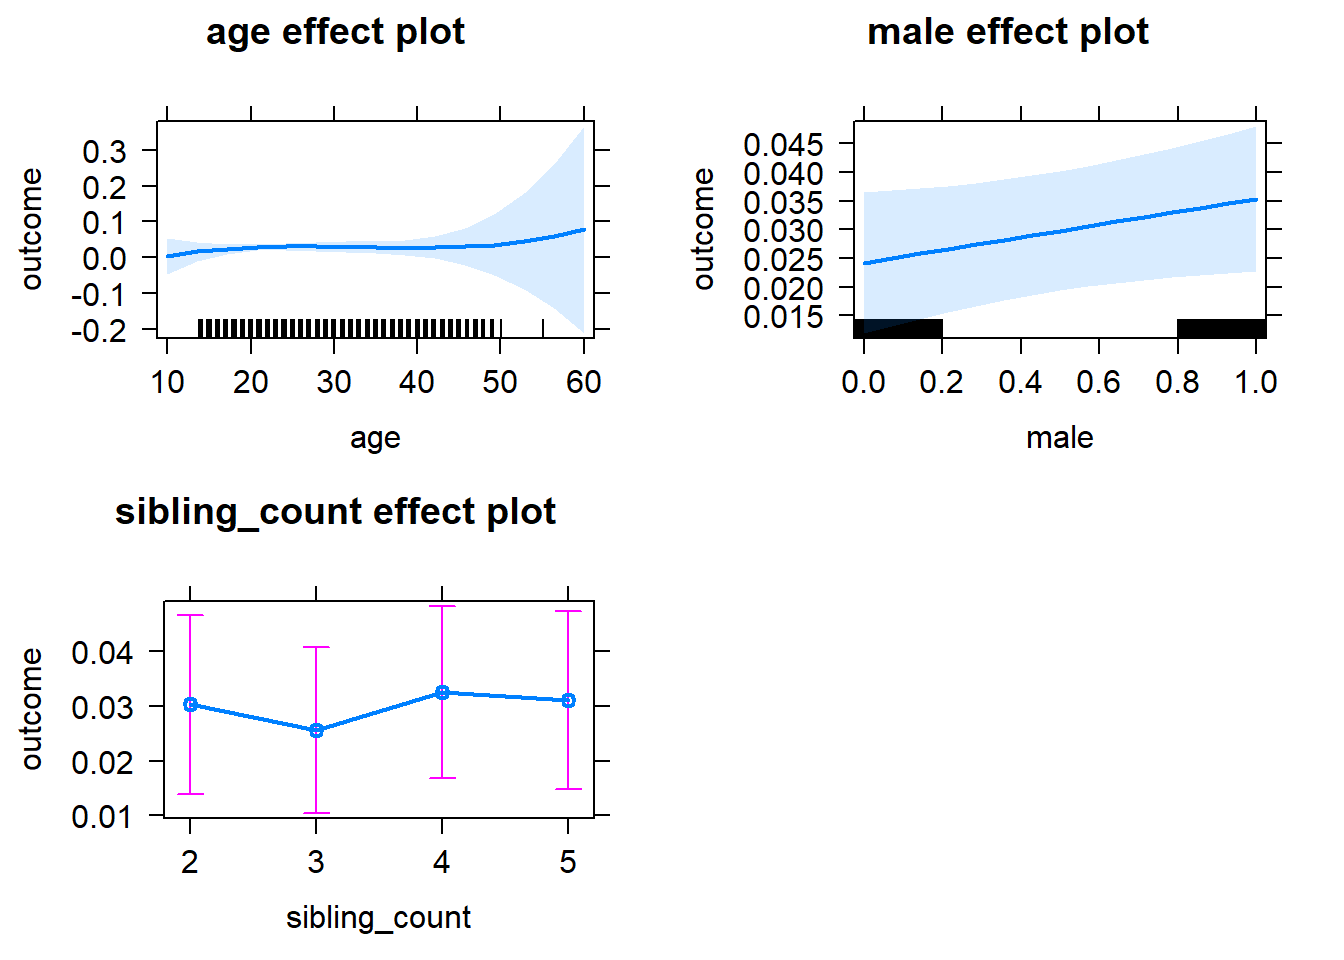 age effect plot
outcome
0.3
0.2
0.1
0.0
-0.1
-0.2
10 20 30 40 50 60
age
male effect plot
outcome
0.045
0.040
0.035
0.030
0.025
0.020
0.015
0.0 0.2 0.4 0.6 0.8 1.0
male
sibling_count effect plot
outcome
0.04
0.03
0.02
0.01
2 3 4 5
sibling_count